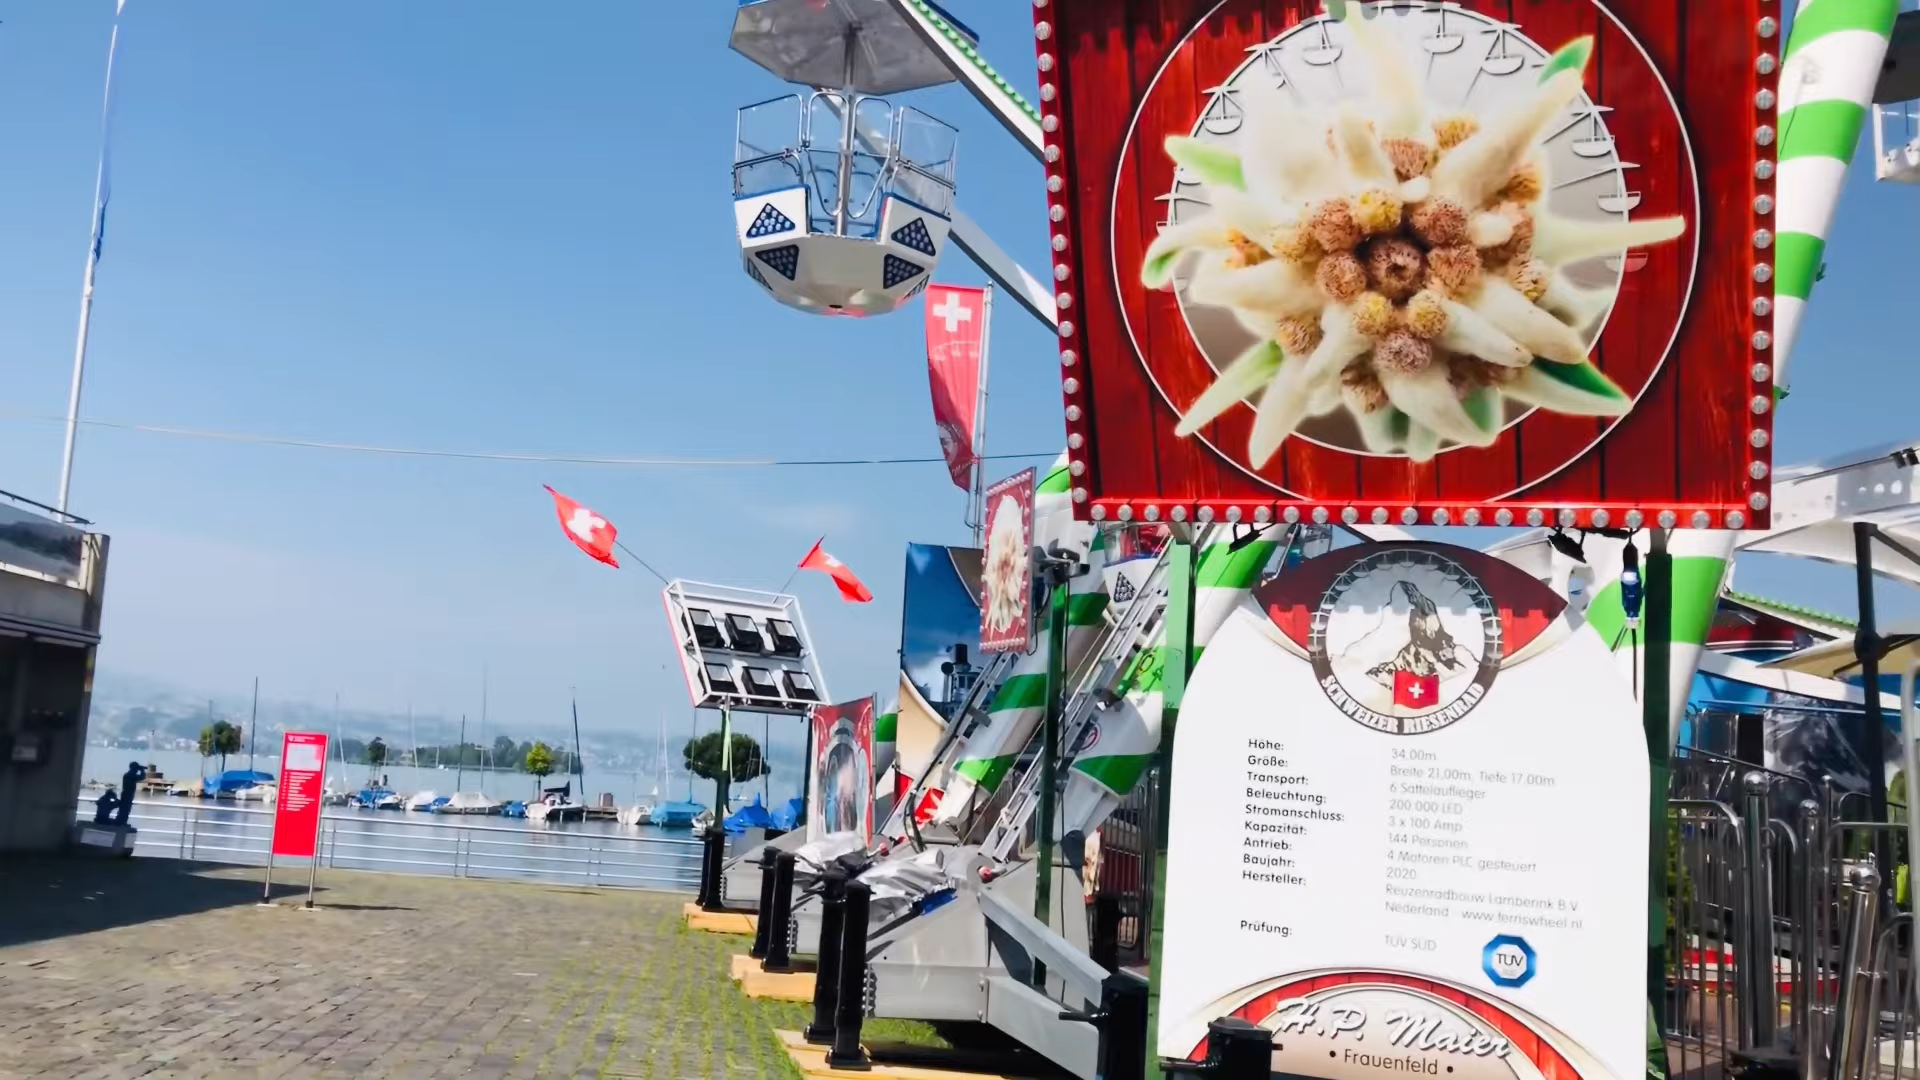 SCHWEIZER RIESENRAD
Höhe: 34.00m
Größe: Breite 21.00m, Tiefe 17.00m
Transport: 6 Sattelauflieger
Beleuchtung: 200 000 LED
Stromanschluss: 3 x 100 Amp
Kapazität: 144 Personen
Antrieb: 4 Motoren PLC gesteuert
Baujahr: 2020
Hersteller: Reuzenradbouw Lamberink B.V
Nederland www.ferriswheel.nl
Prüfung: TÜV SÜD
TÜV
H.P. Maier
• Frauenfeld •